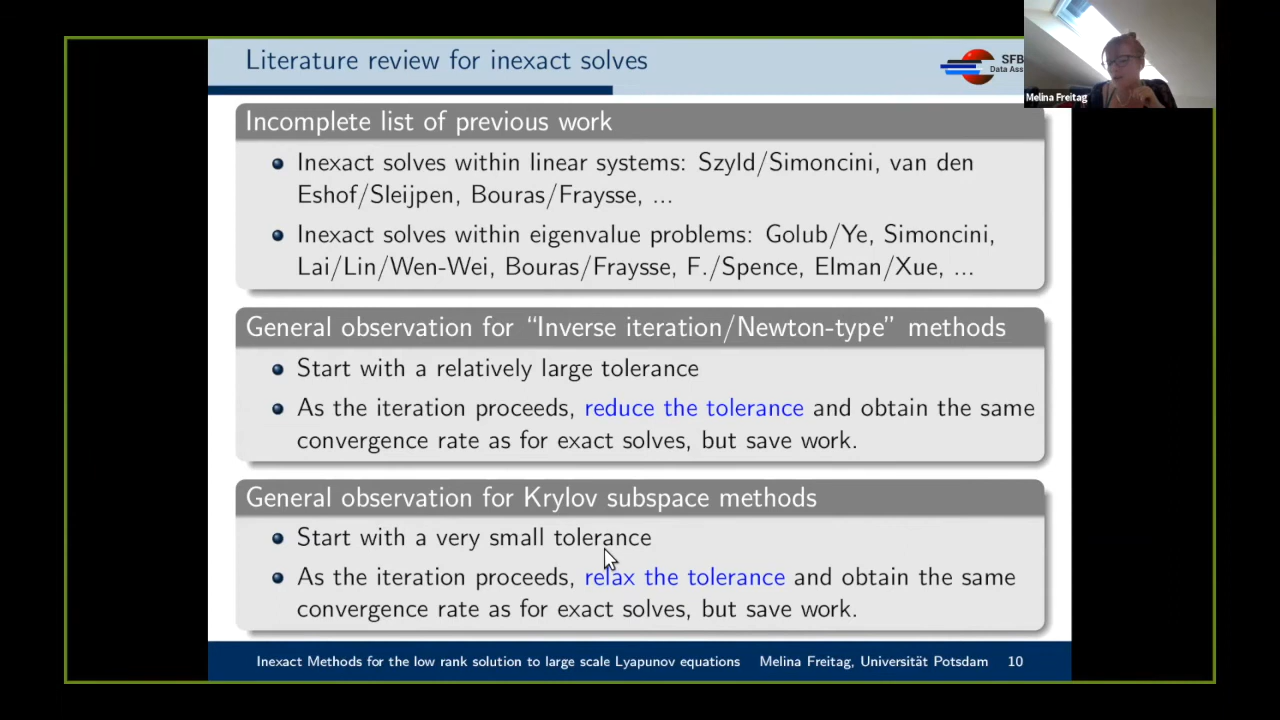 Literature review for inexact solves
SFB
Data Ass
Melina Freitag
Incomplete list of previous work
Inexact solves within linear systems: Szyld/Simoncini, van den
Eshof/Sleijpen, Bouras/Fraysse, ...
Inexact solves within eigenvalue problems: Golub/Ye, Simoncini,
Lai/Lin/Wen-Wei, Bouras/Fraysse, F./Spence, Elman/Xue, ...
General observation for “Inverse iteration/Newton-type” methods
Start with a relatively large tolerance
As the iteration proceeds, reduce the tolerance and obtain the same
convergence rate as for exact solves, but save work.
General observation for Krylov subspace methods
Start with a very small tolerance
As the iteration proceeds, relax the tolerance and obtain the same
convergence rate as for exact solves, but save work.
Inexact Methods for the low rank solution to large scale Lyapunov equations Melina Freitag, Universität Potsdam 10